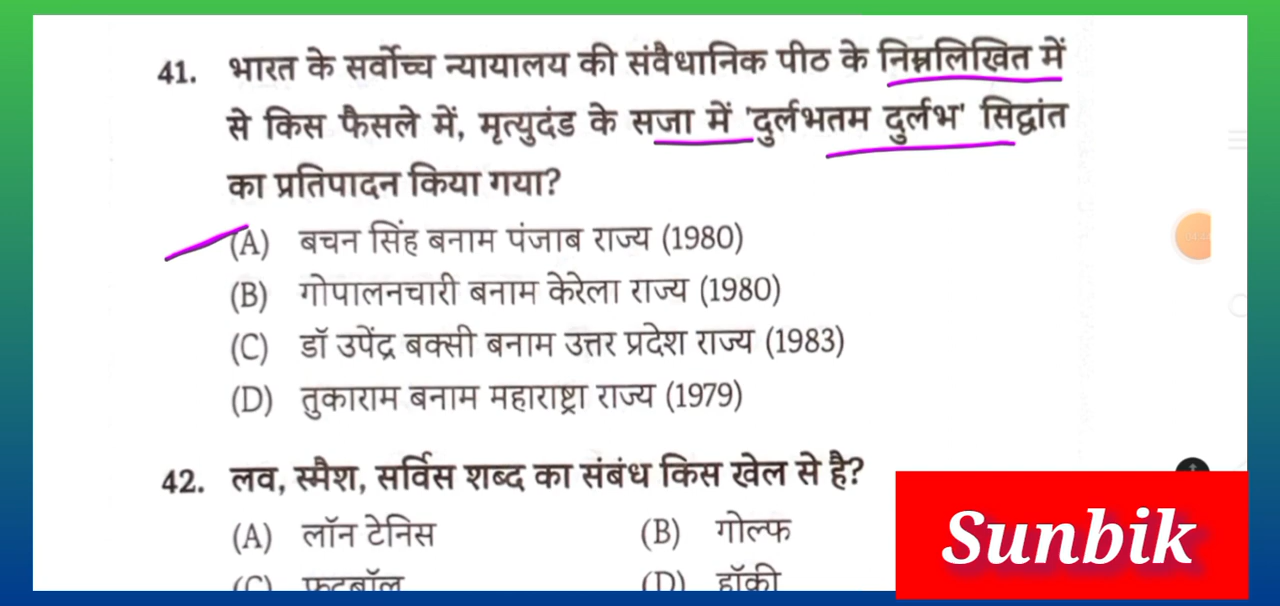 41. भारत के सर्वोच्च न्यायालय की संवैधानिक पीठ के निम्नलिखित में
से किस फैसले में, मृत्युदंड के सजा में 'दुर्लभतम दुर्लभ' सिद्वांत
का प्रतिपादन किया गया?
(A) बचन सिंह बनाम पंजाब राज्य (1980)
(B) गोपालनचारी बनाम केरेला राज्य (1980)
(C) डॉ उपेंद्र बक्सी बनाम उत्तर प्रदेश राज्य (1983)
(D) तुकाराम बनाम महाराष्ट्रा राज्य (1979)
42. लव, स्मैश, सर्विस शब्द का संबंध किस खेल से है?
(A) लॉन टेनिस (B) गोल्फ
(C) फुटबॉल (D) हॉकी
Sunbik